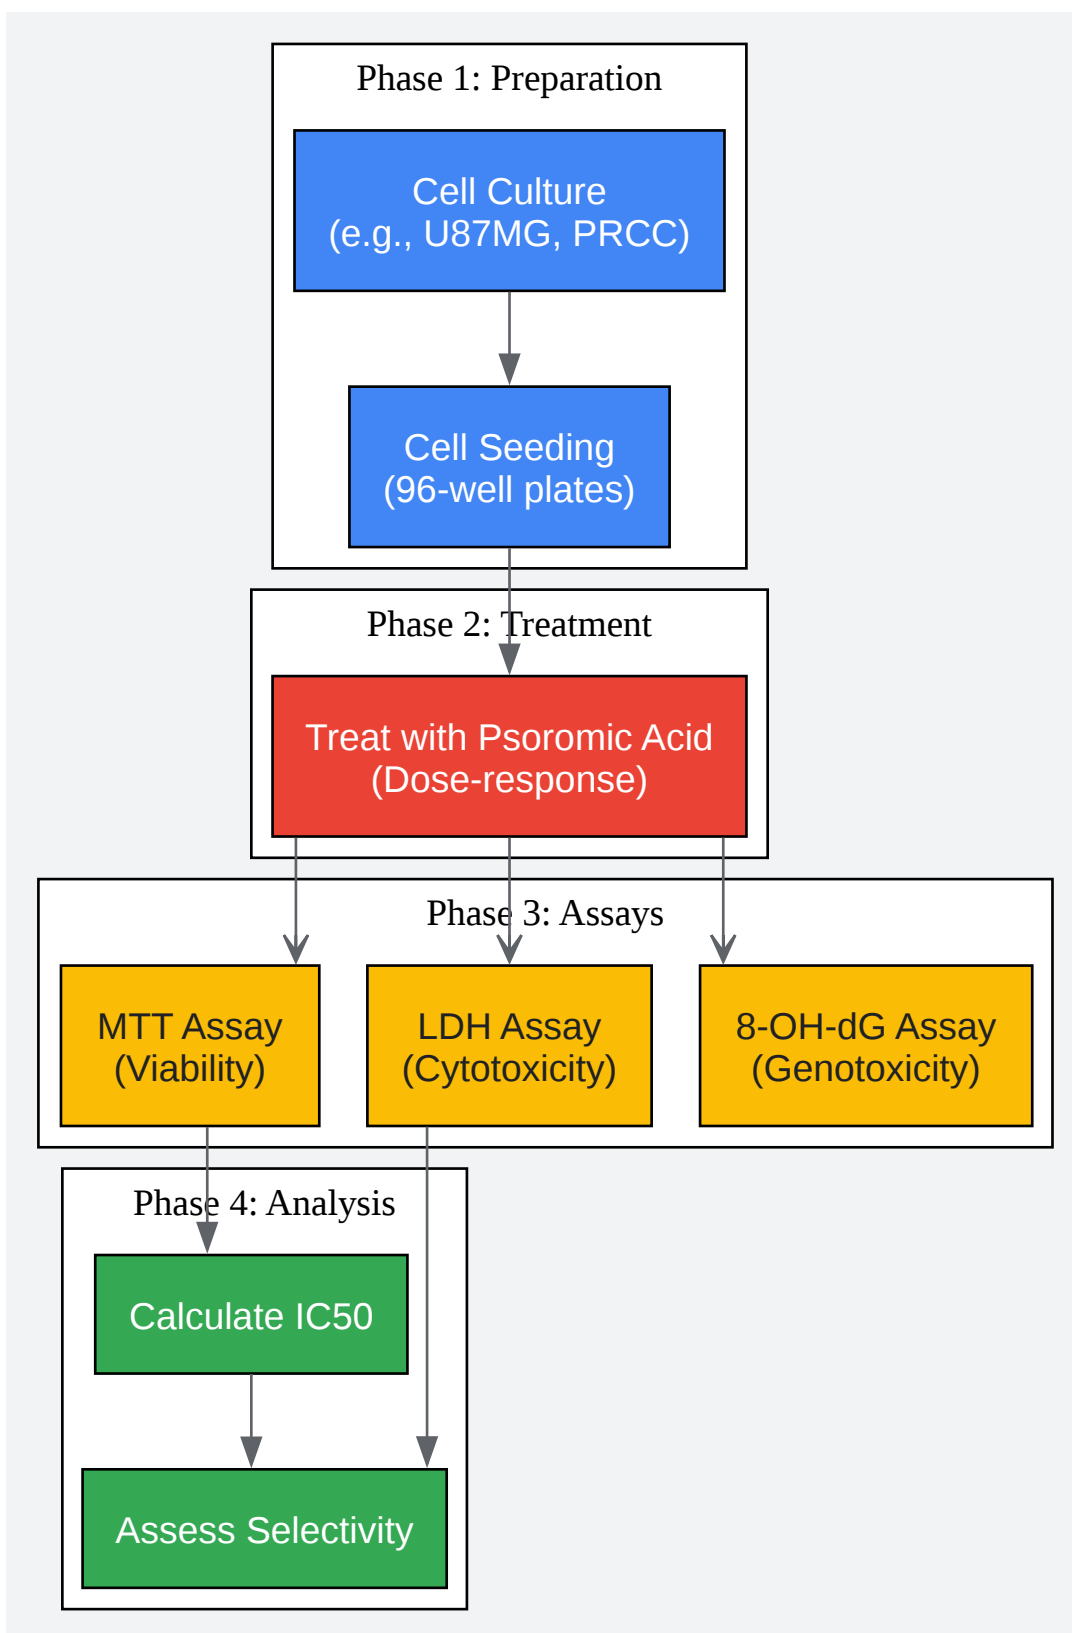 Phase 1: Preparation
Cell Culture
(e.g., U87MG, PRCC)
Cell Seeding
(96-well plates)
Phase 2: Treatment
Treat with Psoromic Acid
(Dose-response)
Phase 3: Assays
MTT Assay
(Viability)
LDH Assay
(Cytotoxicity)
8-OH-dG Assay
(Genotoxicity)
Phase 4: Analysis
Calculate IC50
Assess Selectivity